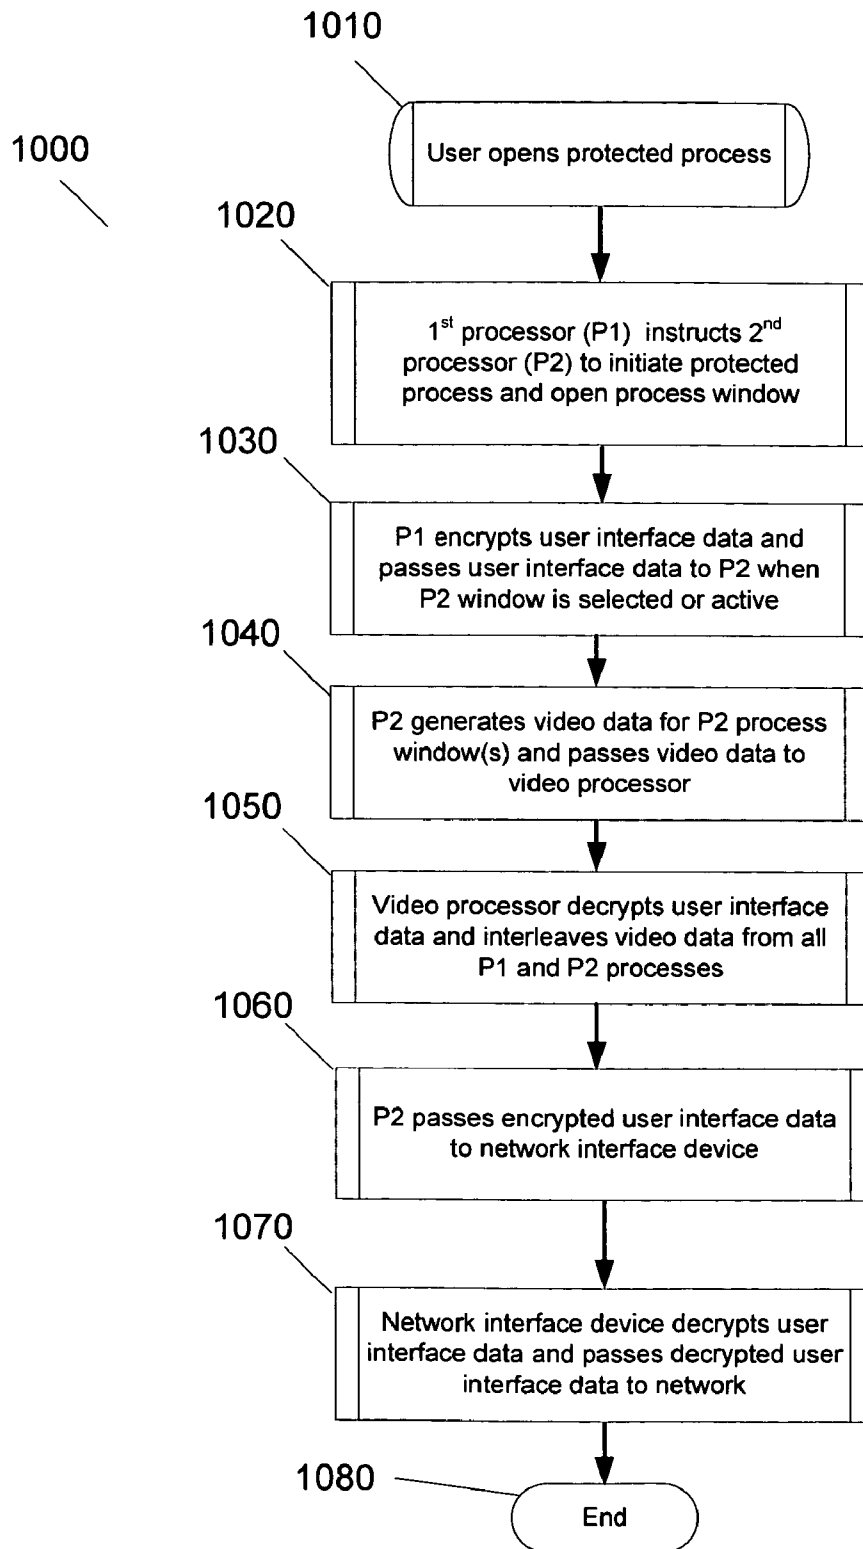 1010
User opens protected process
1000
1020
1st processor (P1) instructs 2nd
processor (P2) to initiate protected
process and open process window
1030
P1 encrypts user interface data and
passes user interface data to P2 when
P2 window is selected or active
1040
P2 generates video data for P2 process
window(s) and passes video data to
video processor
1050
Video processor decrypts user interface
data and interleaves video data from all
P1 and P2 processes
1060
P2 passes encrypted user interface data
to network interface device
1070
Network interface device decrypts user
interface data and passes decrypted user
interface data to network
1080
End